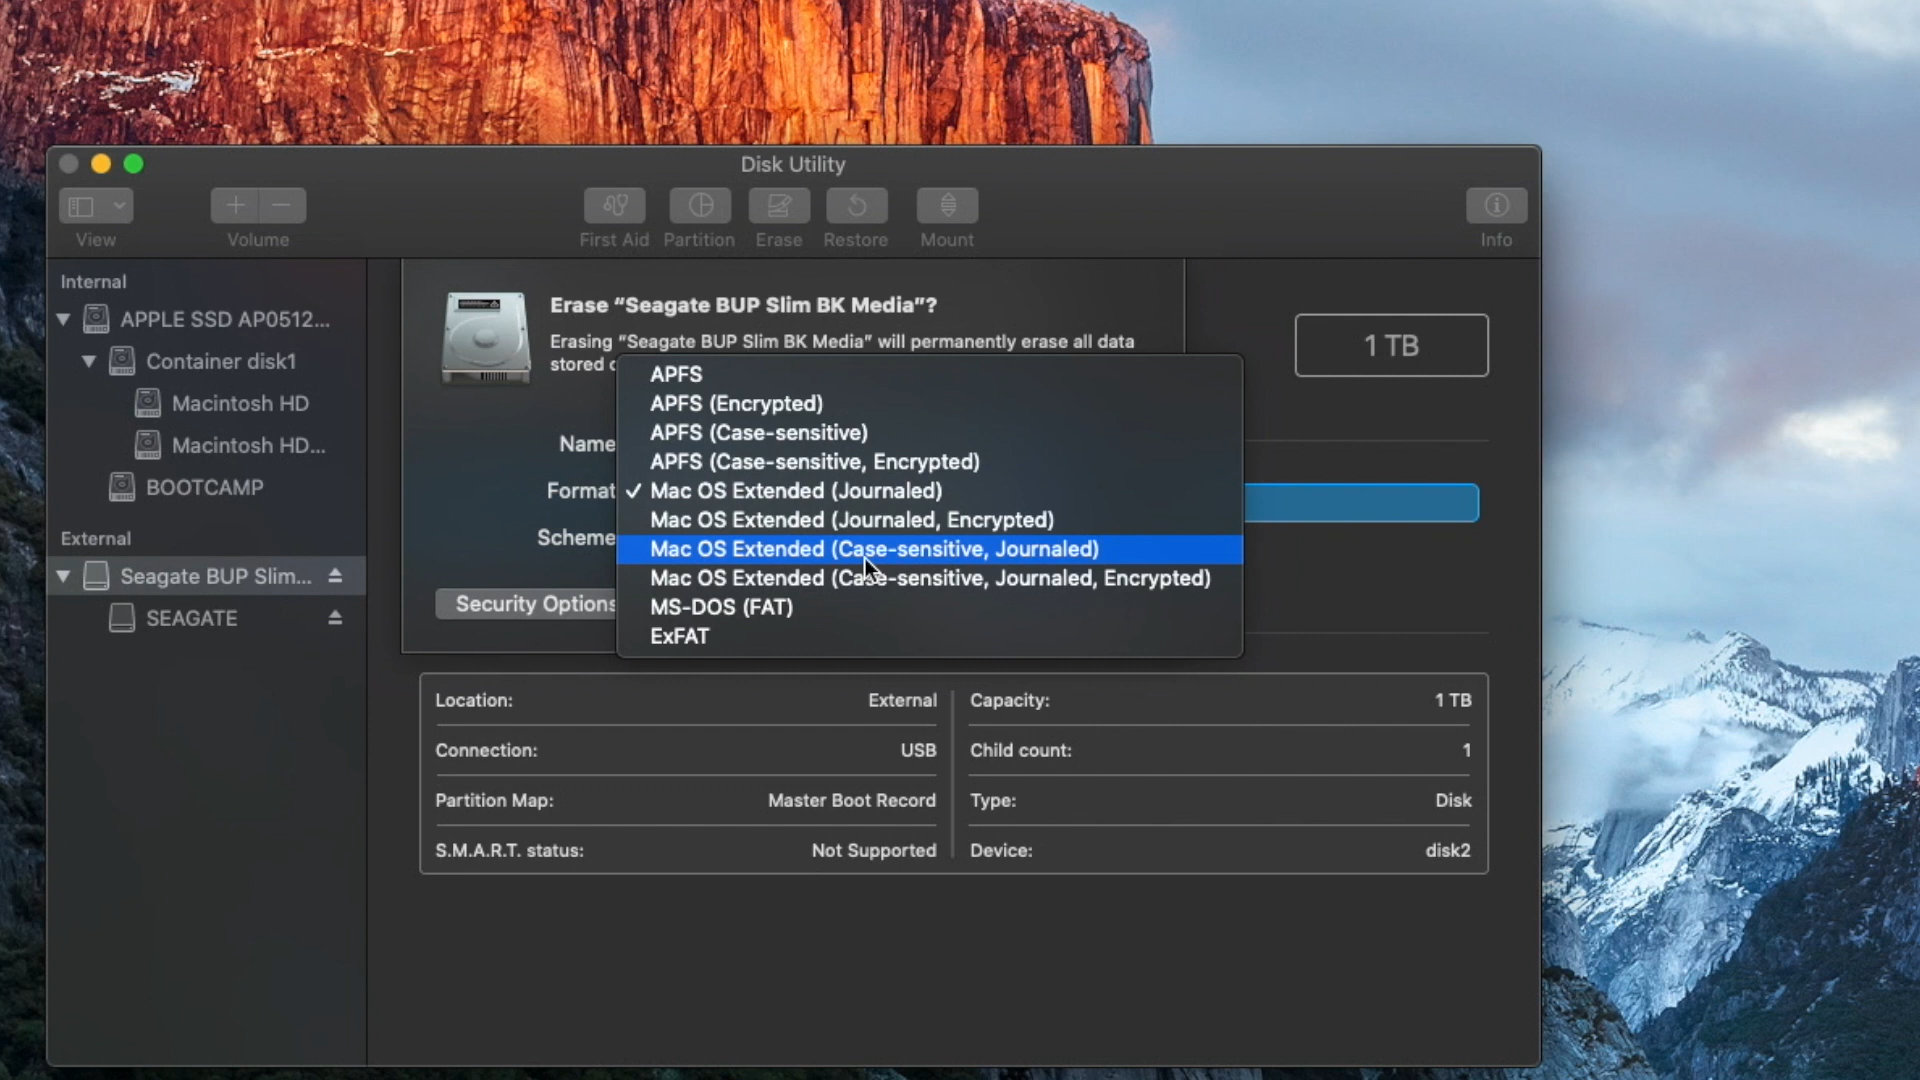 Disk Utility
View
Volume
First Aid
Partition
Erase
Restore
Mount
Info
Internal
APPLE SSD AP0512...
Container disk1
Macintosh HD
Macintosh HD...
BOOTCAMP
External
Seagate BUP Slim...
SEAGATE
Erase “Seagate BUP Slim BK Media”?
Erasing “Seagate BUP Slim BK Media” will permanently erase all data
stored
1 TB
Name
Format
Scheme
Security Options
APFS
APFS (Encrypted)
APFS (Case-sensitive)
APFS (Case-sensitive, Encrypted)
✓ Mac OS Extended (Journaled)
Mac OS Extended (Journaled, Encrypted)
Mac OS Extended (Case-sensitive, Journaled)
Mac OS Extended (Case-sensitive, Journaled, Encrypted)
MS-DOS (FAT)
ExFAT
Location: External
Capacity: 1 TB
Connection: USB
Child count: 1
Partition Map: Master Boot Record
Type: Disk
S.M.A.R.T. status: Not Supported
Device: disk2